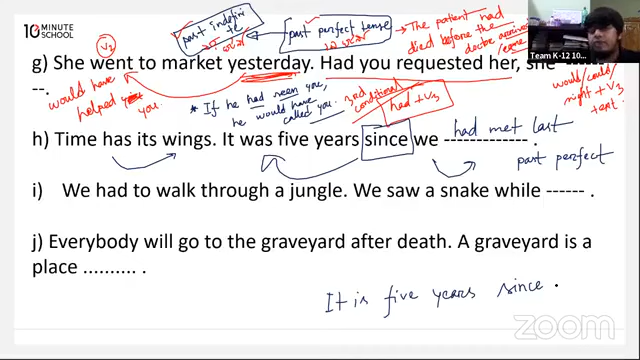 10 MINUTE
SCHOOL
past indefinite
past perfect tense
→ The patient had
died before the
doctor
V2
Team K-12 10...
g) She went to market yesterday. Had you requested her, she
--.
would have
helped you.
* If he had seen you,
he would have
called you.
3rd conditional
had + V3
would/could/
might + V3
+ ext
h) Time has its wings. It was five years since we ------------- .
had met last
past perfect
i) We had to walk through a jungle. We saw a snake while ------ .
j) Everybody will go to the graveyard after death. A graveyard is a
place .......... .
It is five years since .
zoom